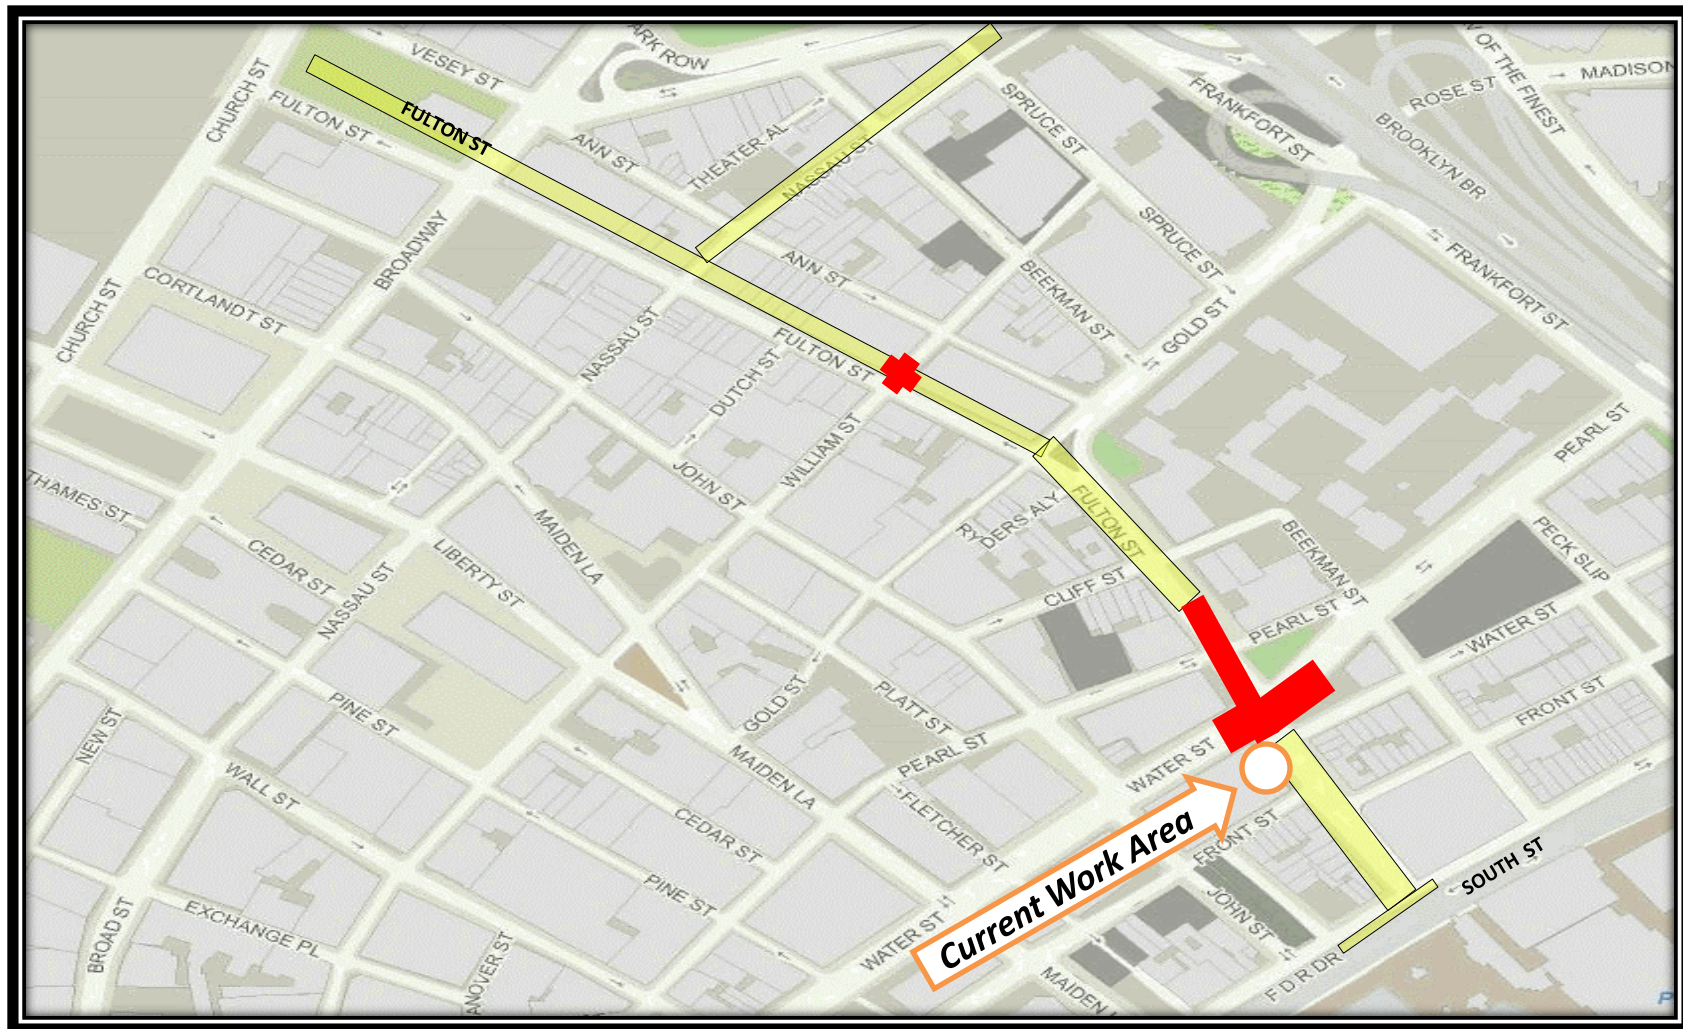 VESEY ST
ARK ROW
CHURCH ST
FULTON ST
FULTON ST
ANN ST
THEATER AL
NASSAU ST
SPRUCE ST
FRANKFORT ST
ROSE ST
MADISON
OF THE FINEST
BROOKLYN BR
BROADWAY
ANN ST
SPRUCE ST
BEEKMAN ST
FRANKFORT ST
CHURCH ST
CORTLANDT ST
NASSAU ST
DUTCH ST
FULTON ST
GOLD ST
PEARL ST
THAMES ST
JOHN ST
WILLIAM ST
RYDERS ALY
FULTON ST
BEEKMAN ST
PECK SLIP
CEDAR ST
NASSAU ST
LIBERTY ST
MAIDEN LA
CLIFF ST
PEARL ST
WATER ST
FRONT ST
NEW ST
PINE ST
GOLD ST
PLATT ST
PEARL ST
WATER ST
WALL ST
MAIDEN LA
CEDAR ST
FLETCHER ST
FRONT ST
Current Work Area
SOUTH ST
PINE ST
JOHN ST
EXCHANGE PL
BROAD ST
ANOVER ST
WATER ST
MAIDEN L
F D R DR
P